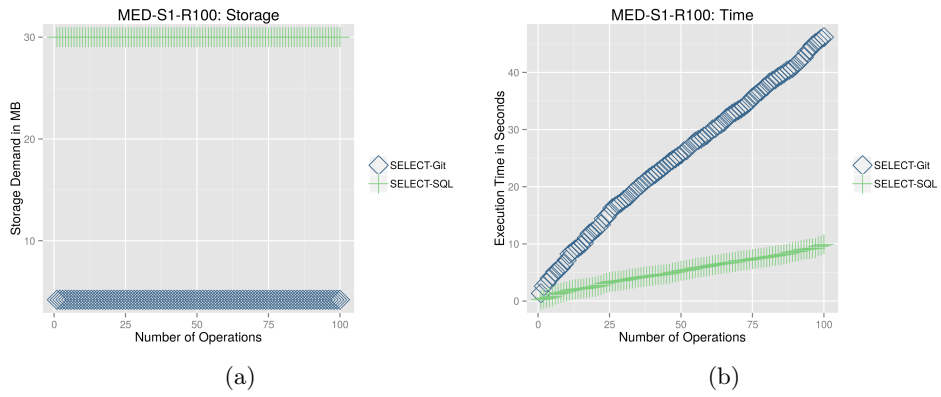 MED-S1-R100: Storage
30
20
10
Storage Demand in MB
0 25 50 75 100
Number of Operations
SELECT-Git
SELECT-SQL
(a)
MED-S1-R100: Time
40
30
20
10
0
Execution Time in Seconds
0 25 50 75 100
Number of Operations
SELECT-Git
SELECT-SQL
(b)